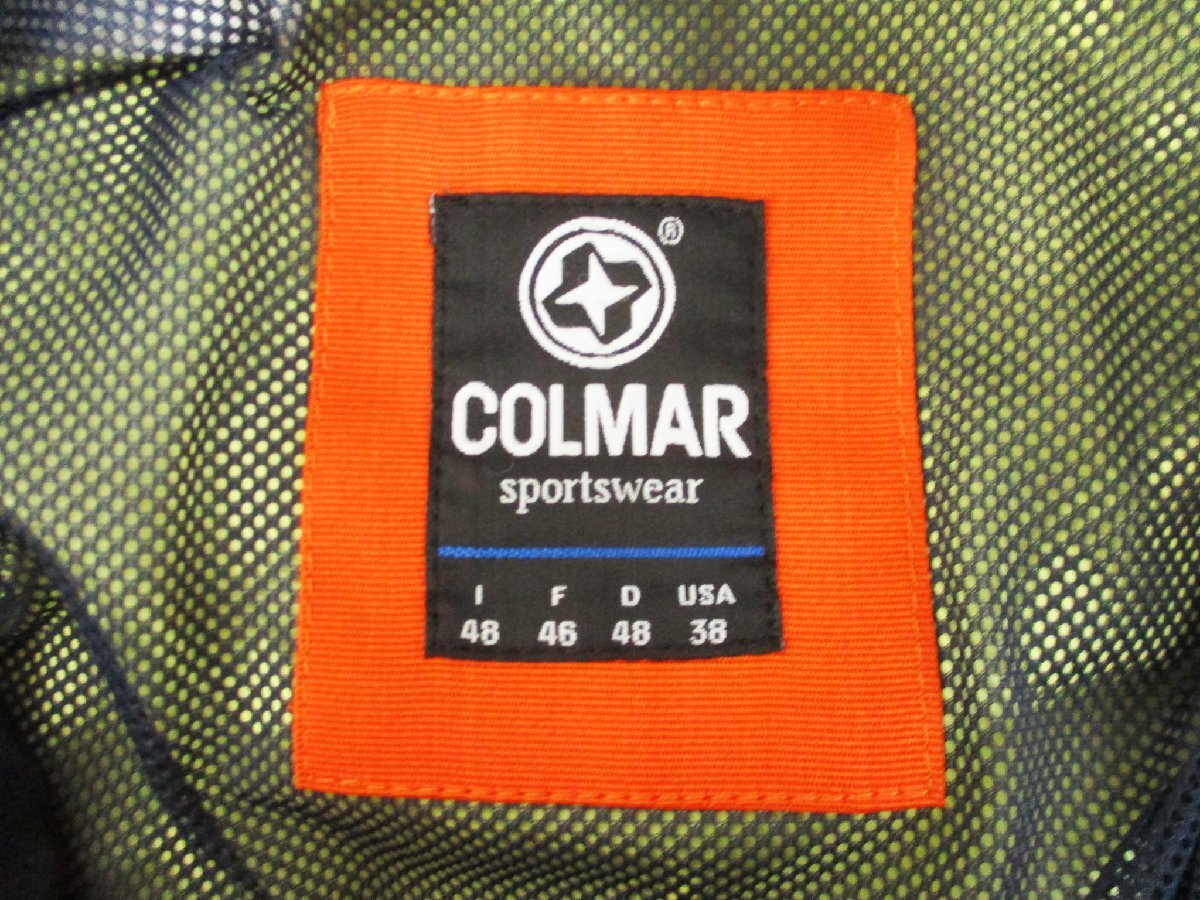 ®
COLMAR
sportswear
I F D USA
48 46 48 38